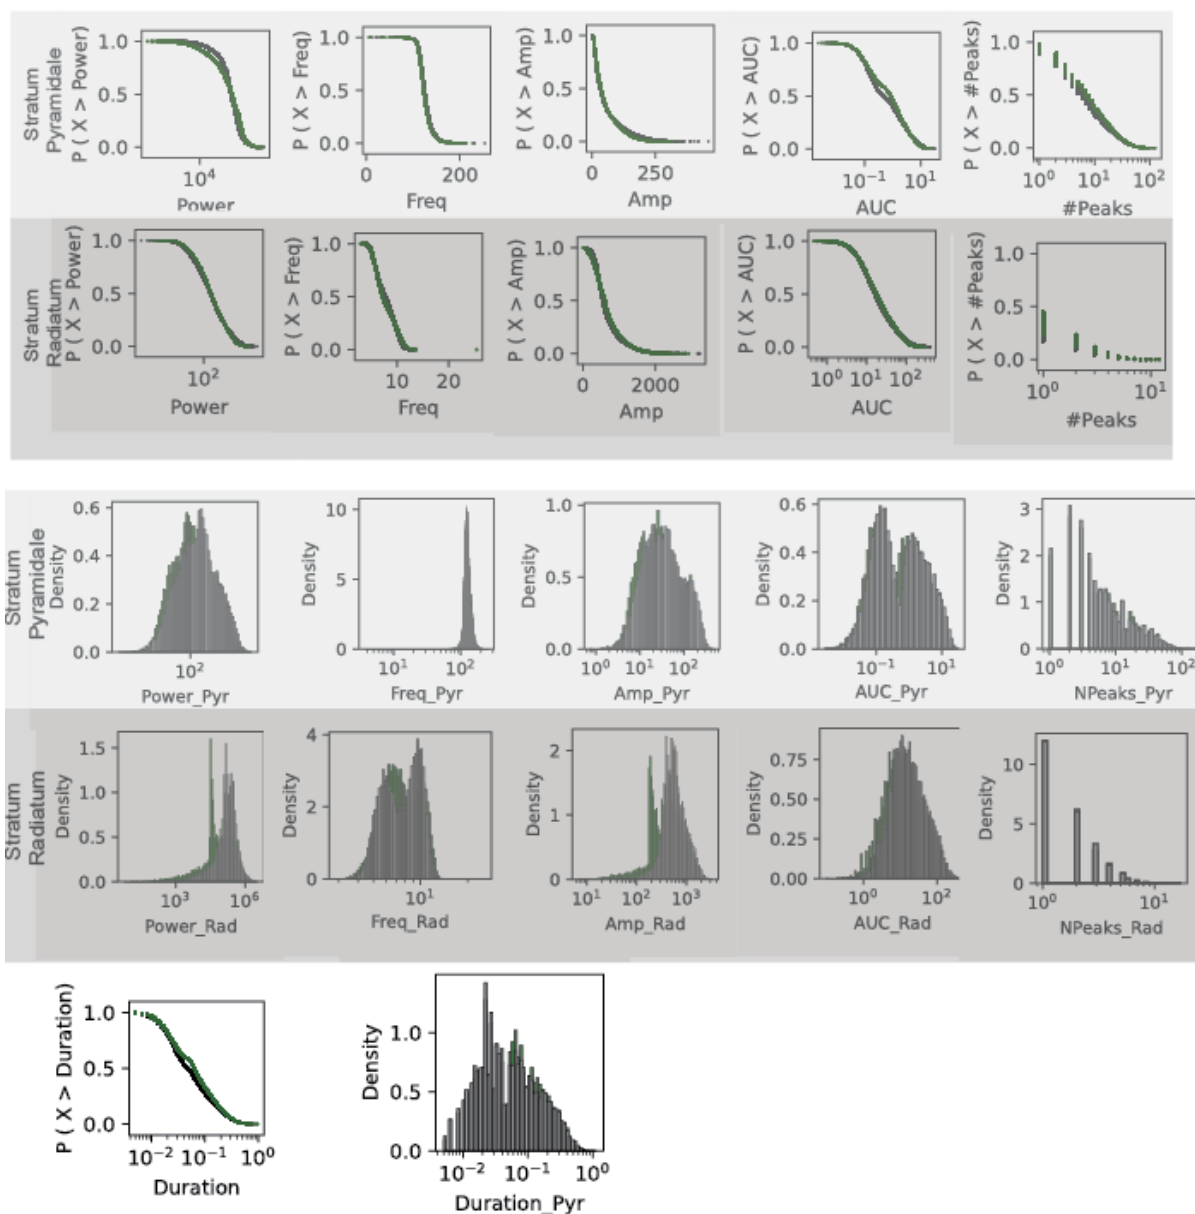 Stratum
Pyramidale
P ( X > Power)
1.0
0.5
0.0
10⁴
Power
P ( X > Freq)
1.0
0.5
0.0
0
200
Freq
P ( X > Amp)
1.0
0.5
0.0
0
250
Amp
P ( X > AUC)
1.0
0.5
0.0
10⁻¹
10¹
AUC
P ( X > #Peaks)
1.0
0.5
0.0
10⁰
10¹
10²
#Peaks
Stratum
Radiatum
P ( X > Power)
1.0
0.5
0.0
10²
Power
P ( X > Freq)
1.0
0.5
0.0
10
20
Freq
P ( X > Amp)
1.0
0.5
0.0
0
2000
Amp
P ( X > AUC)
1.0
0.5
0.0
10⁰
10¹
10²
AUC
P ( X > #Peaks)
1.0
0.5
0.0
10⁰
10¹
#Peaks
Stratum
Pyramidale
Density
0.6
0.4
0.2
0.0
10²
Power_Pyr
Density
10
5
0
10¹
10²
Freq_Pyr
Density
1.0
0.5
0.0
10⁰
10¹
10²
Amp_Pyr
Density
0.6
0.4
0.2
0.0
10⁻¹
10¹
AUC_Pyr
Density
3
2
1
0
10⁰
10¹
10²
NPeaks_Pyr
Stratum
Radiatum
Density
1.5
1.0
0.5
0.0
10³
10⁶
Power_Rad
Density
4
2
0
10¹
Freq_Rad
Density
2
1
0
10¹
10²
10³
Amp_Rad
Density
0.75
0.50
0.25
0.00
10⁰
10²
AUC_Rad
Density
10
5
0
10⁰
10¹
NPeaks_Rad
P ( X > Duration)
1.0
0.5
0.0
10⁻²
10⁻¹
10⁰
Duration
Density
1.0
0.5
0.0
10⁻²
10⁻¹
10⁰
Duration_Pyr